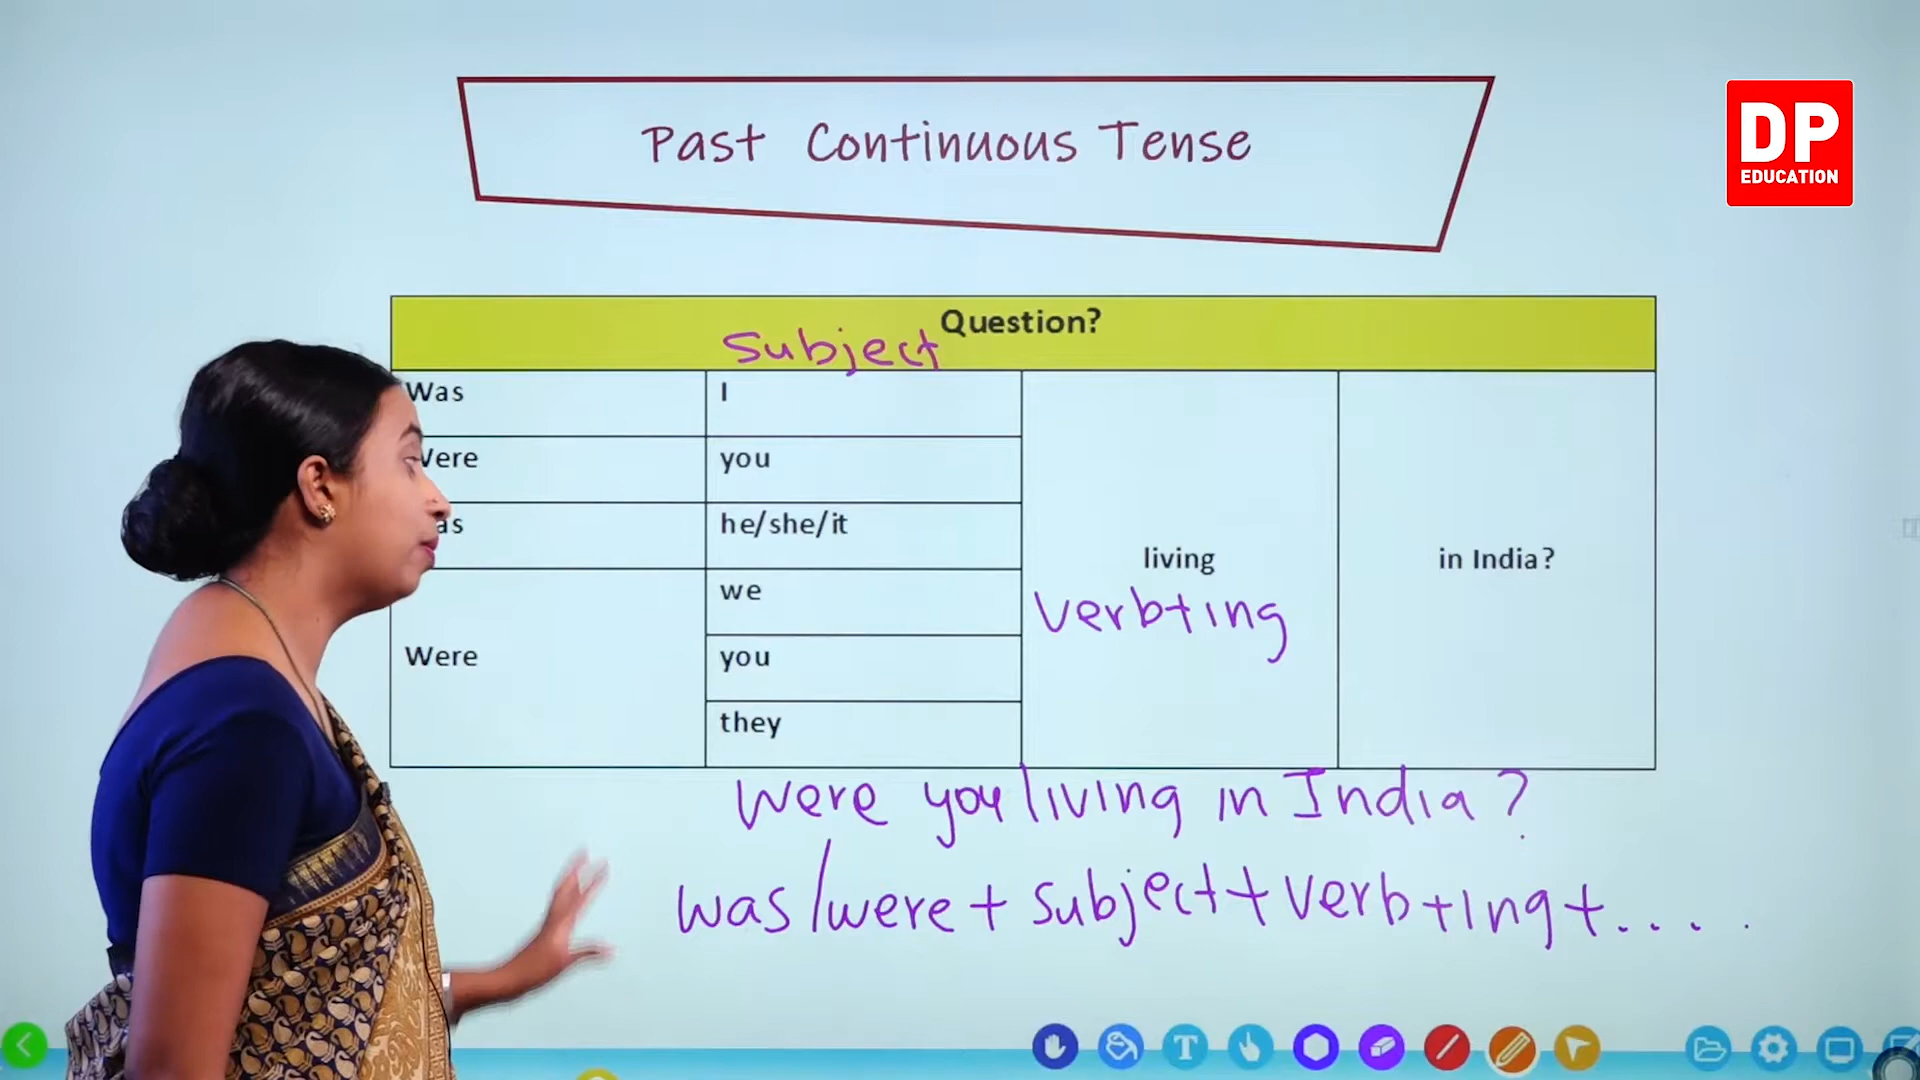 Past Continuous Tense
DP
EDUCATION
Question?
Subject
Was I
Were you
he/she/it
living in India?
we
verb+ing
Were you
they
Were you living in India?
was/were + subject + verb+ing + .....
T